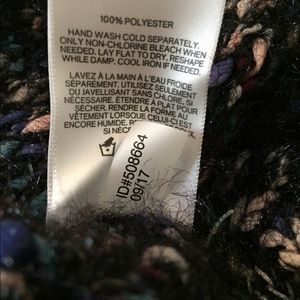 100% POLYESTER
HAND WASH COLD SEPARATELY.
ONLY NON-CHLORINE BLEACH WHEN
NEEDED. LAY FLAT TO DRY. RESHAPE
WHILE DAMP. COOL IRON IF NEEDED.
LAVEZ À LA MAIN À L'EAU FROIDE
SÉPARÉMENT. UTILISEZ SEULEMENT
DU JAVELLISANT SANS CHLORE, SI
NÉCESSAIRE. ÉTENDRE À PLAT POUR
SÉCHER. RENDRE LA FORME AU
VÊTEMENT LORSQUE CELUI-CI EST
ENCORE HUMIDE.
SI
ID#508664
09/17